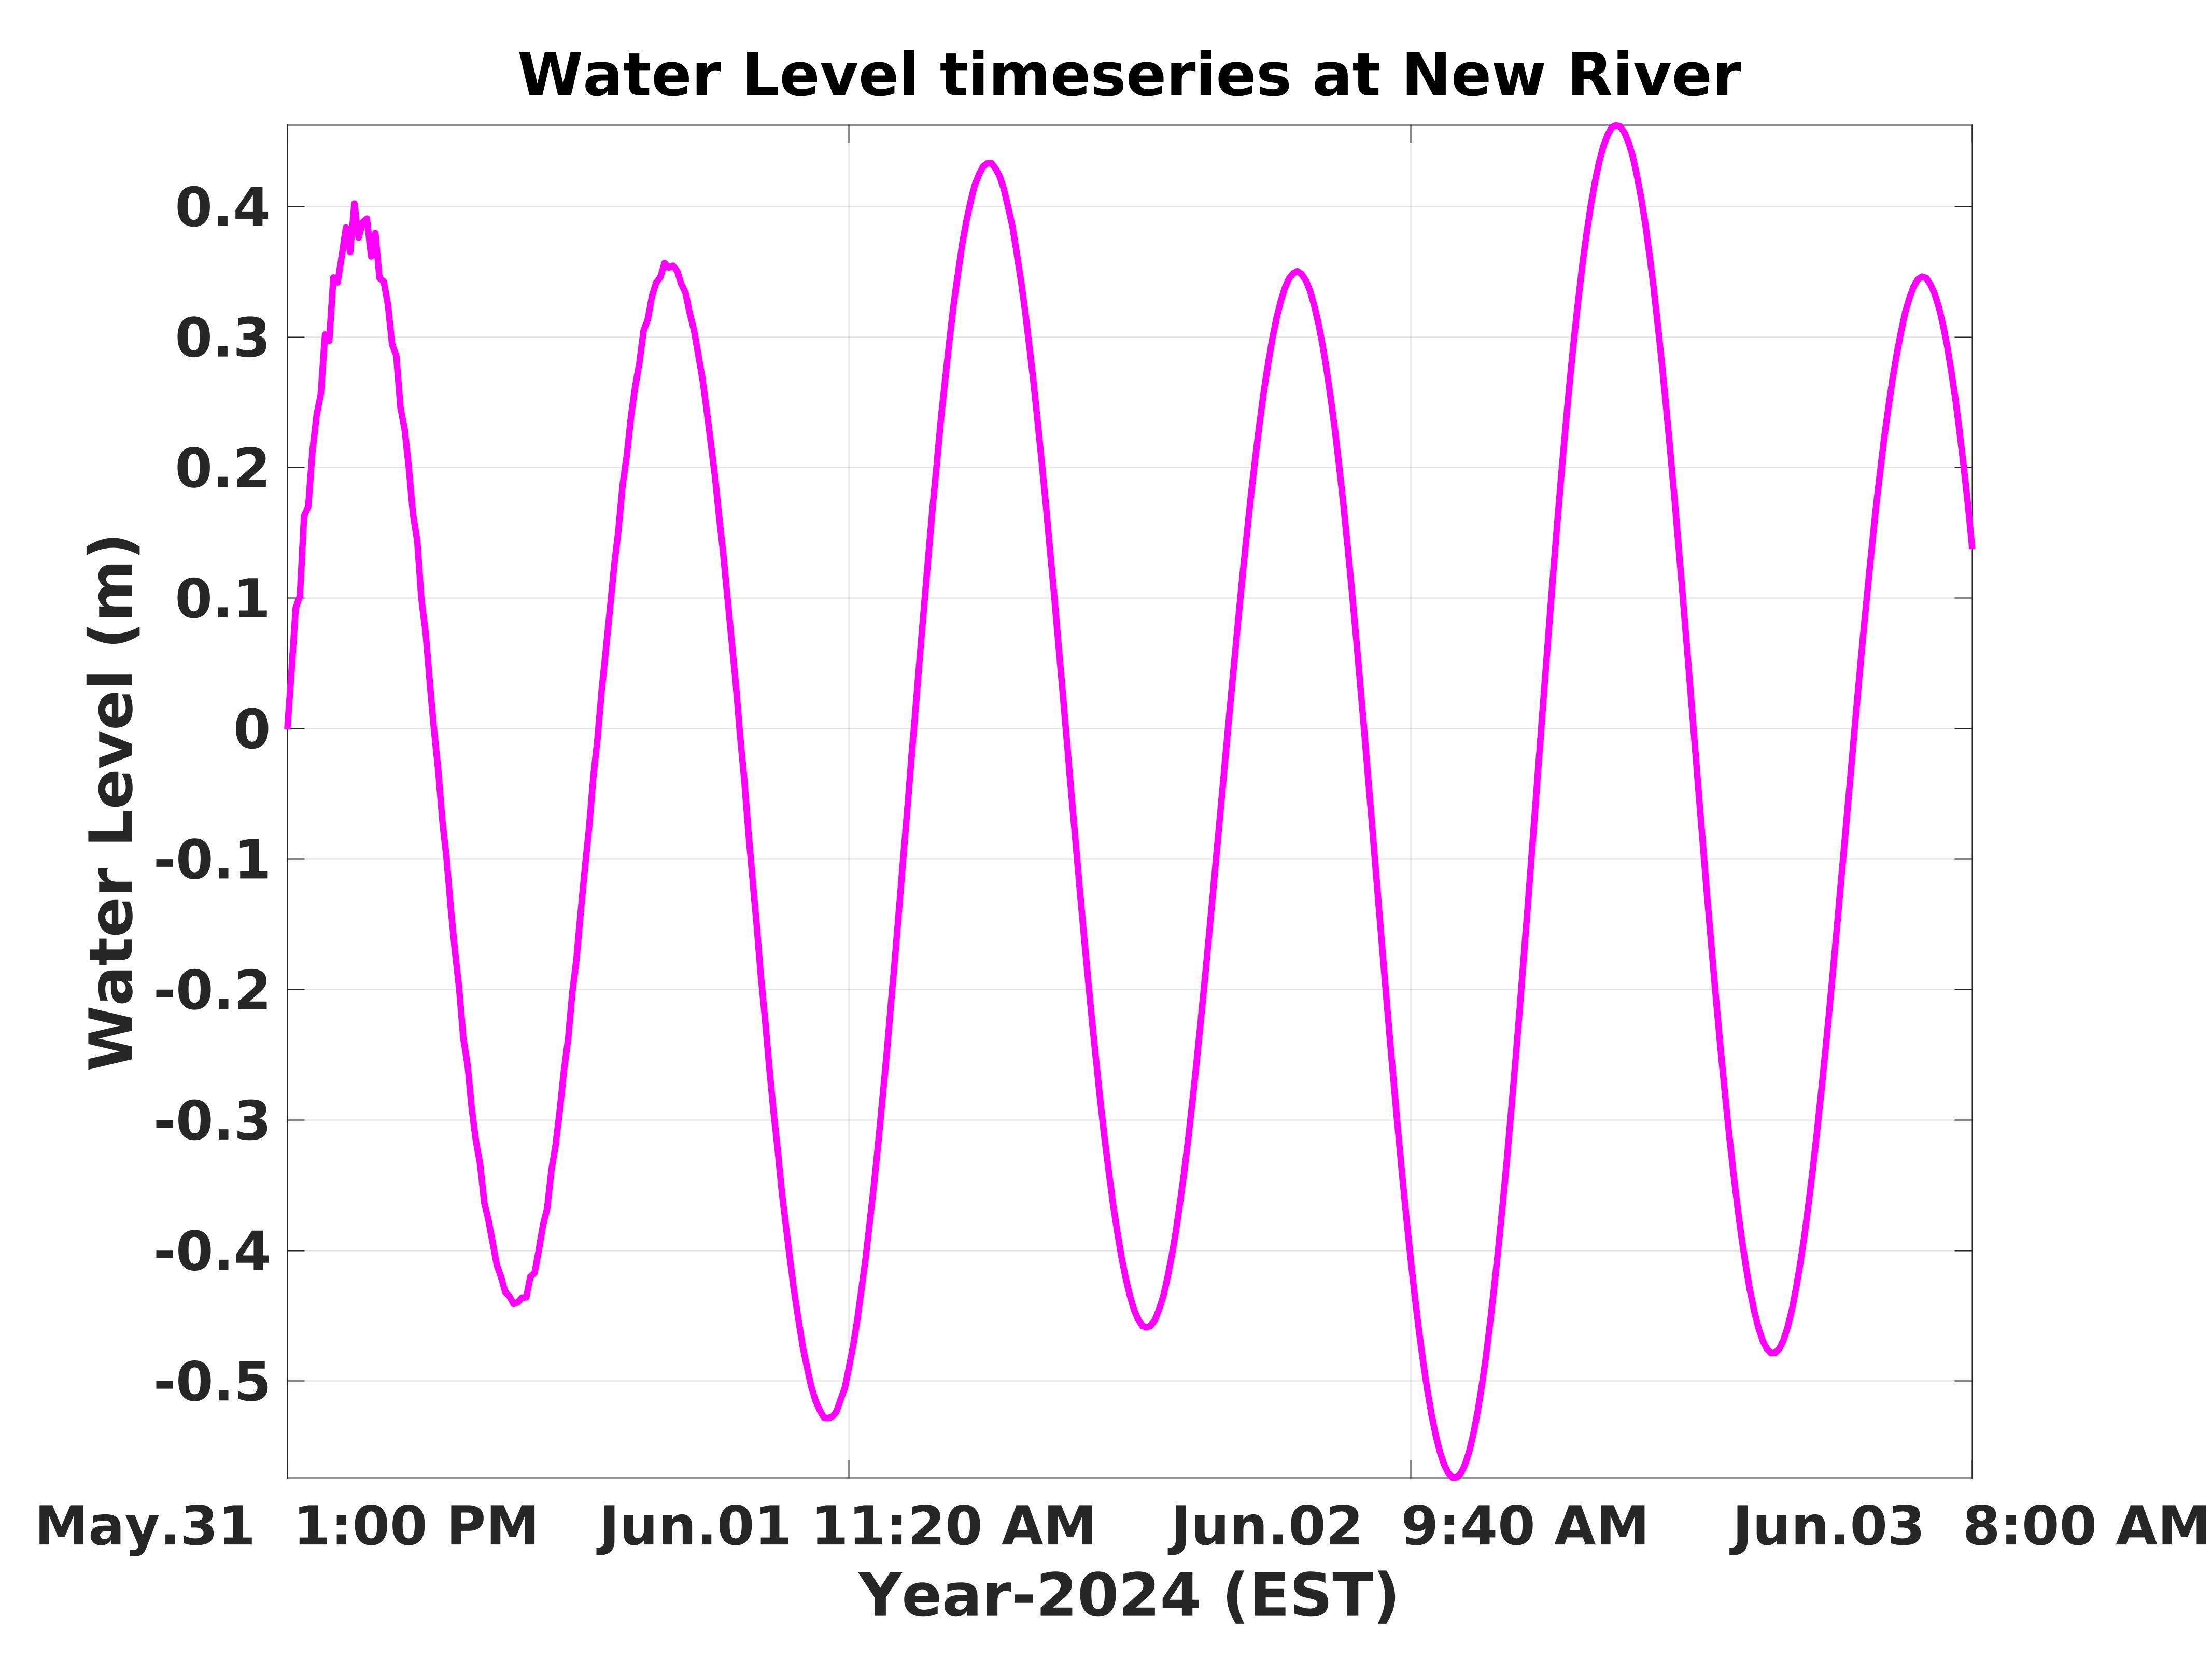 Water Level timeseries at New River
0.4
0.3
0.2
0.1
0
-0.1
-0.2
-0.3
-0.4
-0.5
Water Level (m)
May.31 1:00 PM Jun.01 11:20 AM Jun.02 9:40 AM Jun.03 8:00 AM
Year-2024 (EST)